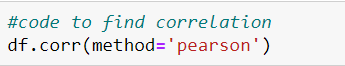 #code to find correlation
df.corr(method='pearson')